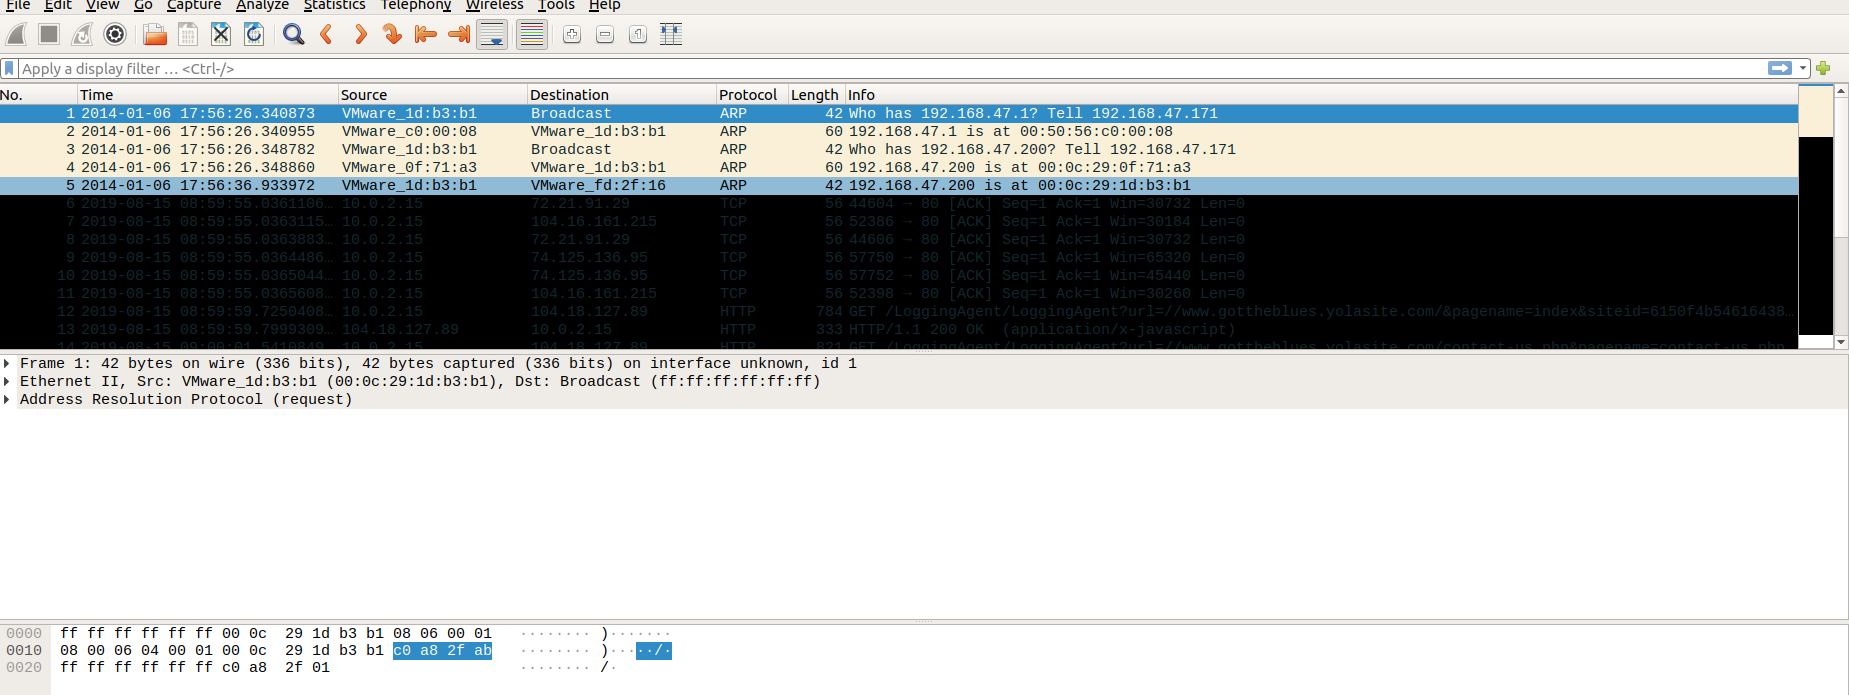 File Edit View Go Capture Analyze Statistics Telephony Wireless Tools Help
Apply a display filter … <Ctrl-/>
No. Time Source Destination Protocol Length Info
1 2014-01-06 17:56:26.340873 VMware_1d:b3:b1 Broadcast ARP 42 Who has 192.168.47.1? Tell 192.168.47.171
2 2014-01-06 17:56:26.340955 VMware_c0:00:08 VMware_1d:b3:b1 ARP 60 192.168.47.1 is at 00:50:56:c0:00:08
3 2014-01-06 17:56:26.348782 VMware_1d:b3:b1 Broadcast ARP 42 Who has 192.168.47.200? Tell 192.168.47.171
4 2014-01-06 17:56:26.348860 VMware_0f:71:a3 VMware_1d:b3:b1 ARP 60 192.168.47.200 is at 00:0c:29:0f:71:a3
5 2014-01-06 17:56:36.933972 VMware_1d:b3:b1 VMware_fd:2f:16 ARP 42 192.168.47.200 is at 00:0c:29:1d:b3:b1
6 2019-08-15 08:59:55.0361106… 10.0.2.15 72.21.91.29 TCP 56 44604 → 80 [ACK] Seq=1 Ack=1 Win=30732 Len=0
7 2019-08-15 08:59:55.0363115… 10.0.2.15 104.16.161.215 TCP 56 52386 → 80 [ACK] Seq=1 Ack=1 Win=30184 Len=0
8 2019-08-15 08:59:55.0363883… 10.0.2.15 72.21.91.29 TCP 56 44606 → 80 [ACK] Seq=1 Ack=1 Win=30732 Len=0
9 2019-08-15 08:59:55.0364486… 10.0.2.15 74.125.136.95 TCP 56 57750 → 80 [ACK] Seq=1 Ack=1 Win=65320 Len=0
10 2019-08-15 08:59:55.0365044… 10.0.2.15 74.125.136.95 TCP 56 57752 → 80 [ACK] Seq=1 Ack=1 Win=45440 Len=0
11 2019-08-15 08:59:55.0365608… 10.0.2.15 104.16.161.215 TCP 56 52398 → 80 [ACK] Seq=1 Ack=1 Win=30260 Len=0
12 2019-08-15 08:59:59.7250408… 10.0.2.15 104.18.127.89 HTTP 784 GET /LoggingAgent/LoggingAgent?url=//www.gottheblues.yolasite.com/&pagename=index&siteid=6150f4b54616438…
13 2019-08-15 08:59:59.7999309… 104.18.127.89 10.0.2.15 HTTP 333 HTTP/1.1 200 OK (application/x-javascript)
14 2019-08-15 09:00:01.5410849… 10.0.2.15 104.18.127.89 HTTP 821 GET /LoggingAgent/LoggingAgent?url=//www.gottheblues.yolasite.com/contact-us.php&pagename=contact-us.php
Frame 1: 42 bytes on wire (336 bits), 42 bytes captured (336 bits) on interface unknown, id 1
Ethernet II, Src: VMware_1d:b3:b1 (00:0c:29:1d:b3:b1), Dst: Broadcast (ff:ff:ff:ff:ff:ff)
Address Resolution Protocol (request)
0000 ff ff ff ff ff ff 00 0c 29 1d b3 b1 08 06 00 01 ········ )·······
0010 08 00 06 04 00 01 00 0c 29 1d b3 b1 c0 a8 2f ab ········ )·····/·
0020 ff ff ff ff ff ff c0 a8 2f 01 ········ /·